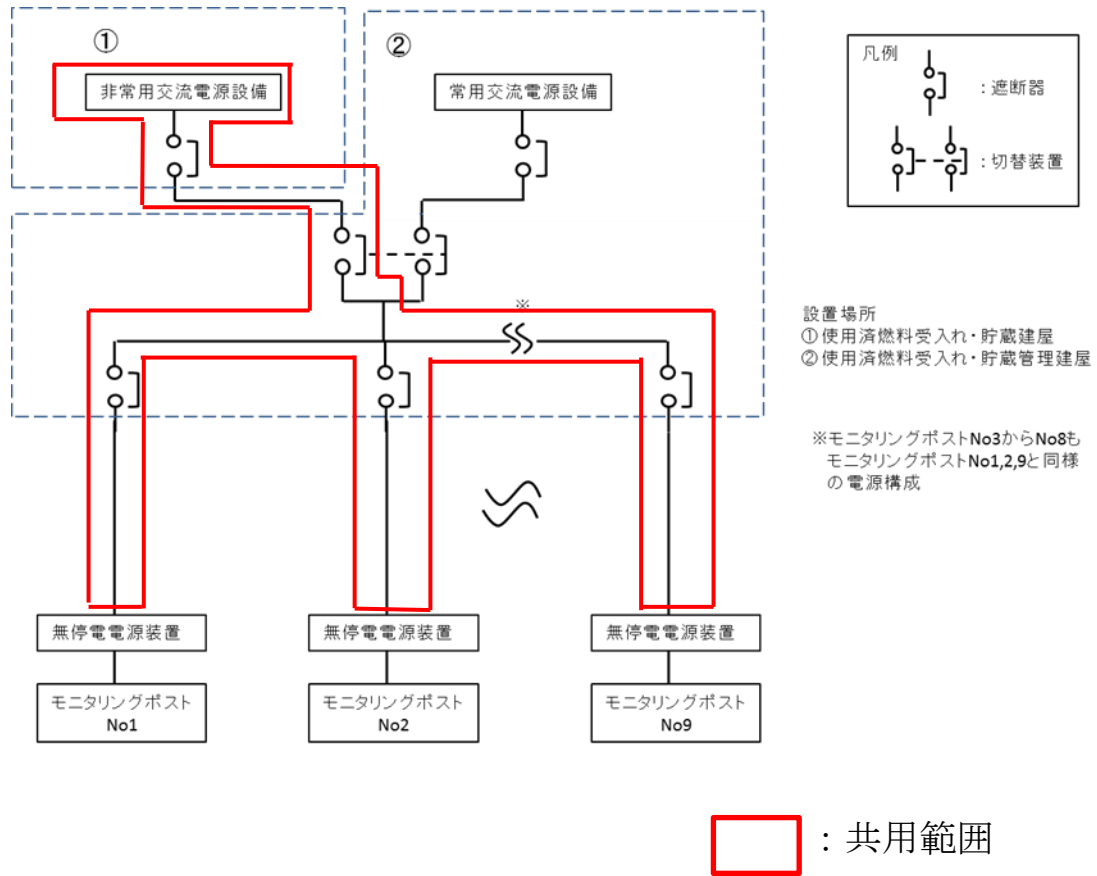 ①
②
非常用交流電源設備
常用交流電源設備
凡例
：遮断器
：切替装置
※
設置場所
①使用済燃料受入れ・貯蔵建屋
②使用済燃料受入れ・貯蔵管理建屋
※モニタリングポストNo3からNo8も
モニタリングポストNo1,2,9と同様
の電源構成
無停電電源装置
無停電電源装置
無停電電源装置
モニタリングポスト
No1
モニタリングポスト
No2
モニタリングポスト
No9
：共用範囲